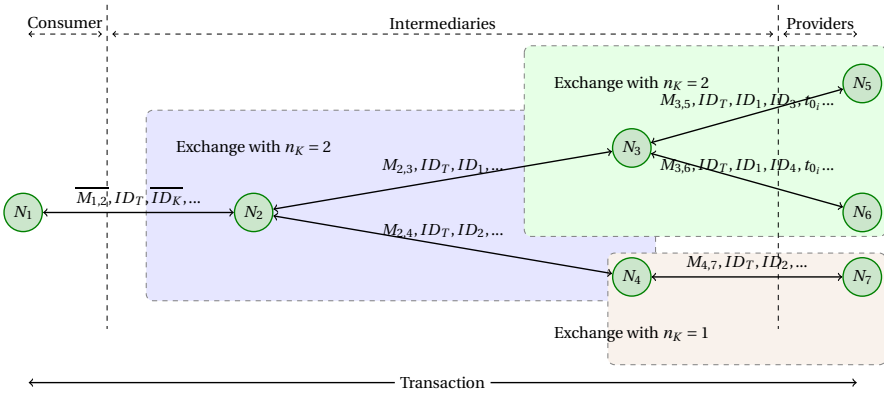 Consumer
Intermediaries
Providers
Exchange with n_K = 2
N_5
M_{3,5}, ID_T, ID_1, ID_3, t_{0_i} ...
Exchange with n_K = 2
N_3
M_{2,3}, ID_T, ID_1, ...
M_{3,6}, ID_T, ID_1, ID_4, t_{0_i} ...
\overline{M_{1,2}}, ID_T, \overline{ID_K}, ...
N_1
N_2
N_6
M_{2,4}, ID_T, ID_2, ...
M_{4,7}, ID_T, ID_2, ...
N_4
N_7
Exchange with n_K = 1
Transaction